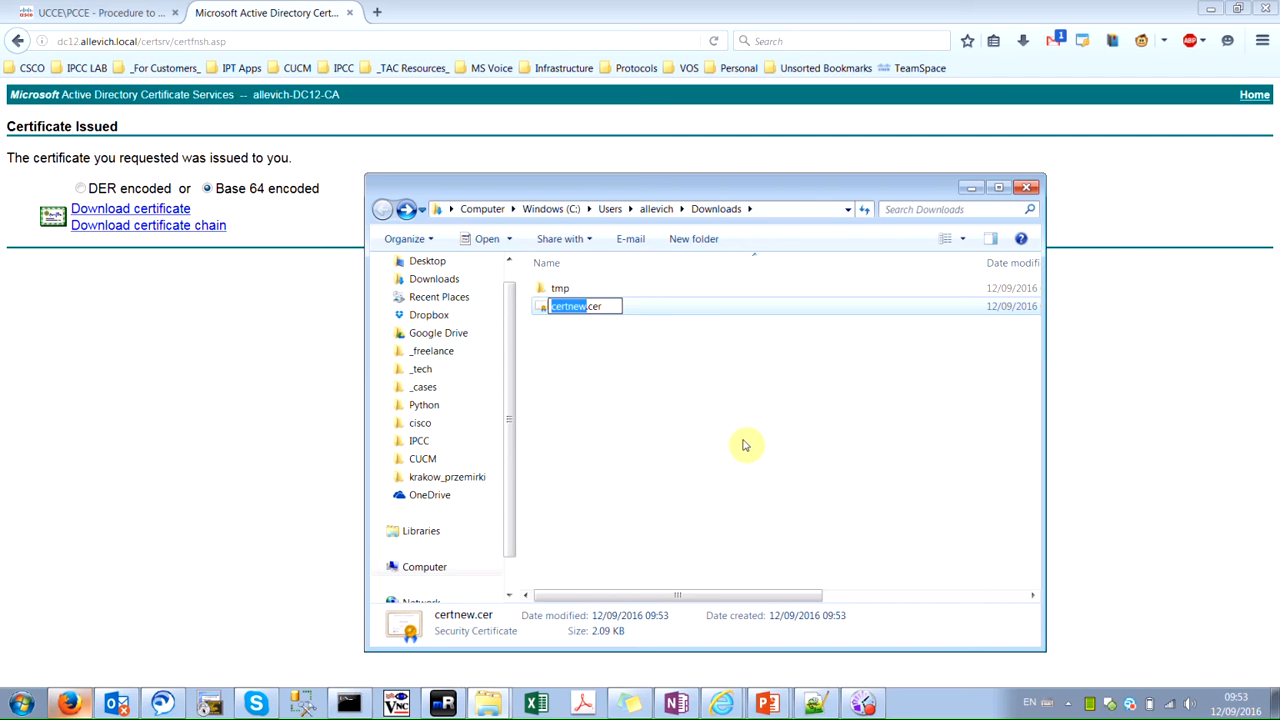 UCCE\PCCE - Procedure to ...
Microsoft Active Directory Cert...
dc12.allevich.local/certsrv/certfnsh.asp
Search
1
ABP
CSCO
IPCC LAB
_For Customers_
IPT Apps
CUCM
IPCC
_TAC Resources_
MS Voice
Infrastructure
Protocols
VOS
Personal
Unsorted Bookmarks
TeamSpace
Microsoft Active Directory Certificate Services -- allevich-DC12-CA
Home
Certificate Issued
The certificate you requested was issued to you.
DER encoded or Base 64 encoded
Download certificate
Download certificate chain
Computer
Windows (C:)
Users
allevich
Downloads
Search Downloads
Organize
Open
Share with
E-mail
New folder
Name
Date modifi
Desktop
Downloads
Recent Places
Dropbox
Google Drive
_freelance
_tech
_cases
Python
cisco
IPCC
CUCM
krakow_przemirki
OneDrive
Libraries
Computer
Network
tmp
12/09/2016
certnew.cer
12/09/2016
certnew.cer
Date modified: 12/09/2016 09:53
Date created: 12/09/2016 09:53
Security Certificate
Size: 2.09 KB
EN
09:53
12/09/2016